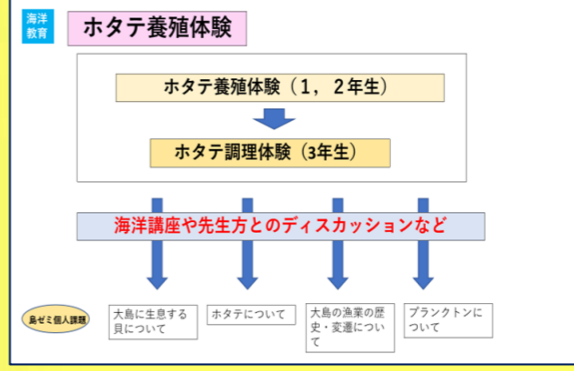 海洋
教育
ホタテ養殖体験
ホタテ養殖体験（１，２年生）
ホタテ調理体験（3年生）
海洋講座や先生方とのディスカッションなど
島ゼミ個人課題
大島に生息する
貝について
ホタテについて
大島の漁業の歴
史・変遷につい
て
プランクトンに
ついて